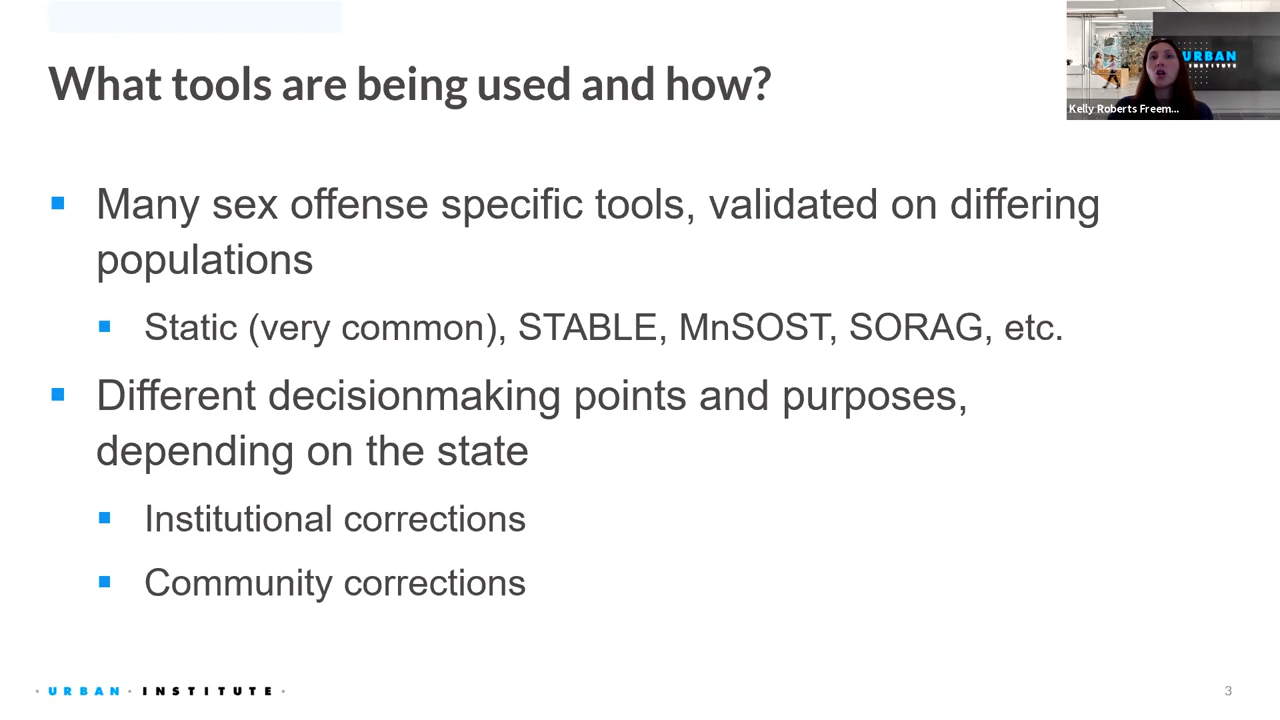 What tools are being used and how?
URBAN
INSTITUTE
Kelly Roberts Freem...
▪ Many sex offense specific tools, validated on differing
populations
▪ Static (very common), STABLE, MnSOST, SORAG, etc.
▪ Different decisionmaking points and purposes,
depending on the state
▪ Institutional corrections
▪ Community corrections
· URBAN · INSTITUTE ·
3